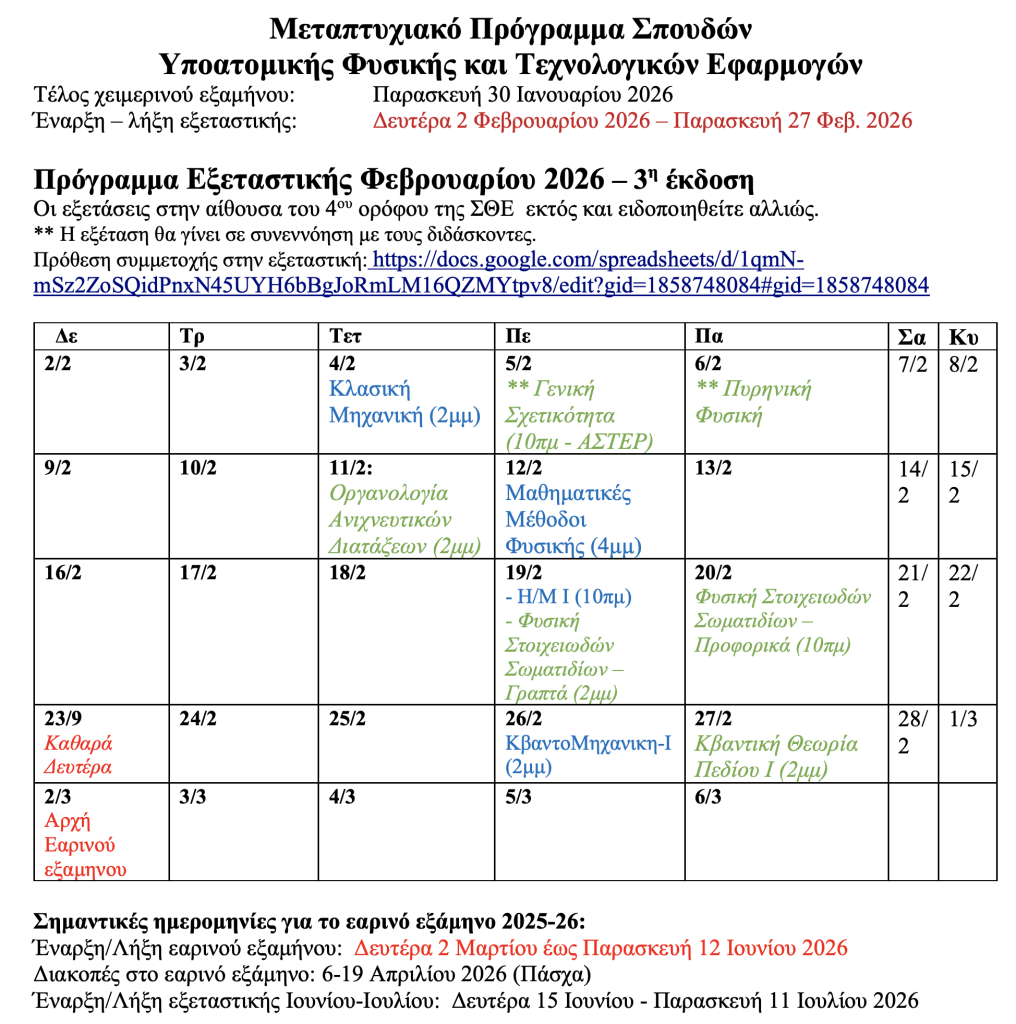 Μεταπτυχιακό Πρόγραμμα Σπουδών
Υποατομικής Φυσικής και Τεχνολογικών Εφαρμογών
Τέλος χειμερινού εξαμήνου: Παρασκευή 30 Ιανουαρίου 2026
Έναρξη – λήξη εξεταστικής: Δευτέρα 2 Φεβρουαρίου 2026 – Παρασκευή 27 Φεβ. 2026
Πρόγραμμα Εξεταστικής Φεβρουαρίου 2026 – 3η έκδοση
Οι εξετάσεις στην αίθουσα του 4ου ορόφου της ΣΘΕ εκτός και ειδοποιηθείτε αλλιώς.
** Η εξέταση θα γίνει σε συνεννόηση με τους διδάσκοντες.
Πρόθεση συμμετοχής στην εξεταστική: https://docs.google.com/spreadsheets/d/1qmN-
mSz2ZoSQidPnxN45UYH6bBgJoRmLM16QZMYtpv8/edit?gid=1858748084#gid=1858748084
Δε Τρ Τετ Πε Πα Σα Κυ
2/2
3/2
4/2
Κλασική
Μηχανική (2μμ)
5/2
** Γενική
Σχετικότητα
(10πμ - ΑΣΤΕΡ)
6/2
** Πυρηνική
Φυσική
7/2
8/2
9/2
10/2
11/2:
Οργανολογία
Ανιχνευτικών
Διατάξεων (2μμ)
12/2
Μαθηματικές
Μέθοδοι
Φυσικής (4μμ)
13/2
14/
2
15/
2
16/2
17/2
18/2
19/2
- Η/Μ Ι (10πμ)
- Φυσική
Στοιχειωδών
Σωματιδίων –
Γραπτά (2μμ)
20/2
Φυσική Στοιχειωδών
Σωματιδίων –
Προφορικά (10πμ)
21/
2
22/
2
23/9
Καθαρά
Δευτέρα
24/2
25/2
26/2
ΚβαντοΜηχανικη-Ι
(2μμ)
27/2
Κβαντική Θεωρία
Πεδίου Ι (2μμ)
28/
2
1/3
2/3
Αρχή
Εαρινού
εξαμηνου
3/3
4/3
5/3
6/3
Σημαντικές ημερομηνίες για το εαρινό εξάμηνο 2025-26:
Έναρξη/Λήξη εαρινού εξαμήνου: Δευτέρα 2 Μαρτίου έως Παρασκευή 12 Ιουνίου 2026
Διακοπές στο εαρινό εξάμηνο: 6-19 Απριλίου 2026 (Πάσχα)
Έναρξη/Λήξη εξεταστικής Ιουνίου-Ιουλίου: Δευτέρα 15 Ιουνίου - Παρασκευή 11 Ιουλίου 2026